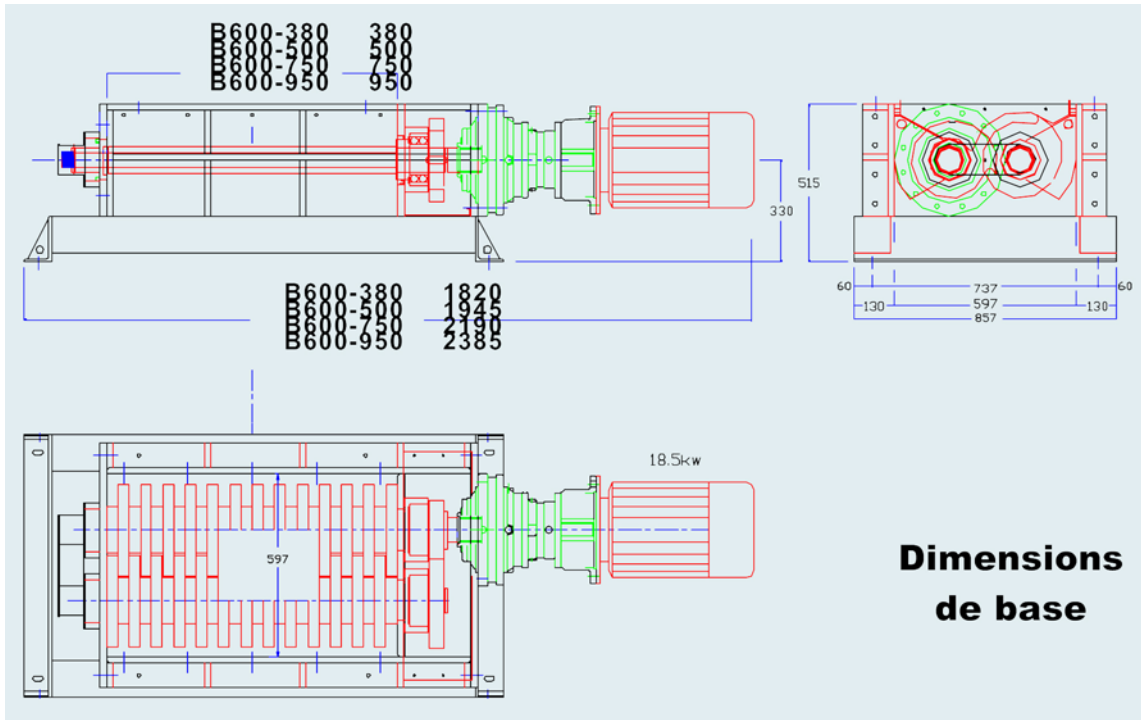 B600-380 380
B600-500 500
B600-750 750
B600-950 950
515
330
60 737 60
130 597 130
857
B600-380 1820
B600-500 1945
B600-750 2190
B600-950 2385
18.5kw
597
Dimensions
de base